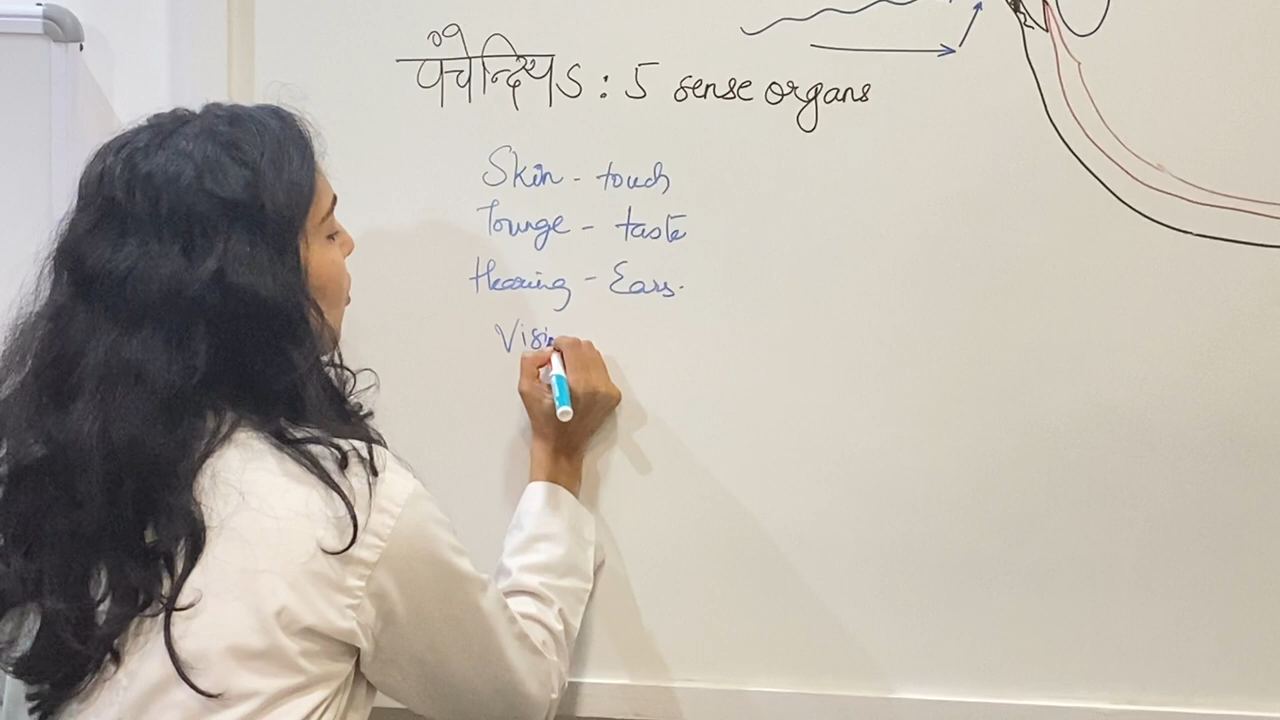 पंचेन्द्रियS : 5 sense organs
Skin - touch
Tounge - taste
Hearing - Ears.
Visi